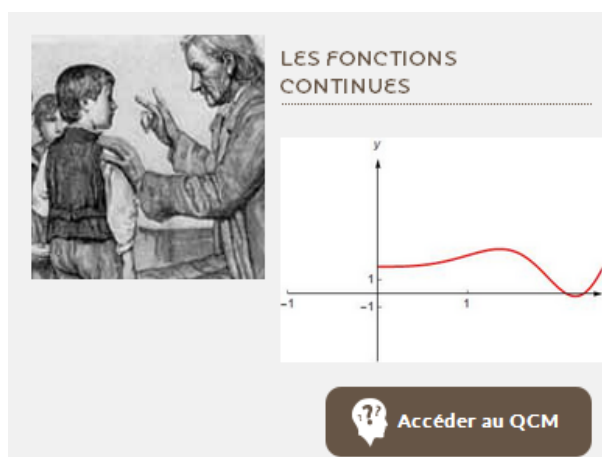 LES FONCTIONS
CONTINUES
y
1
-1
-1
1
?
??
Accéder au QCM